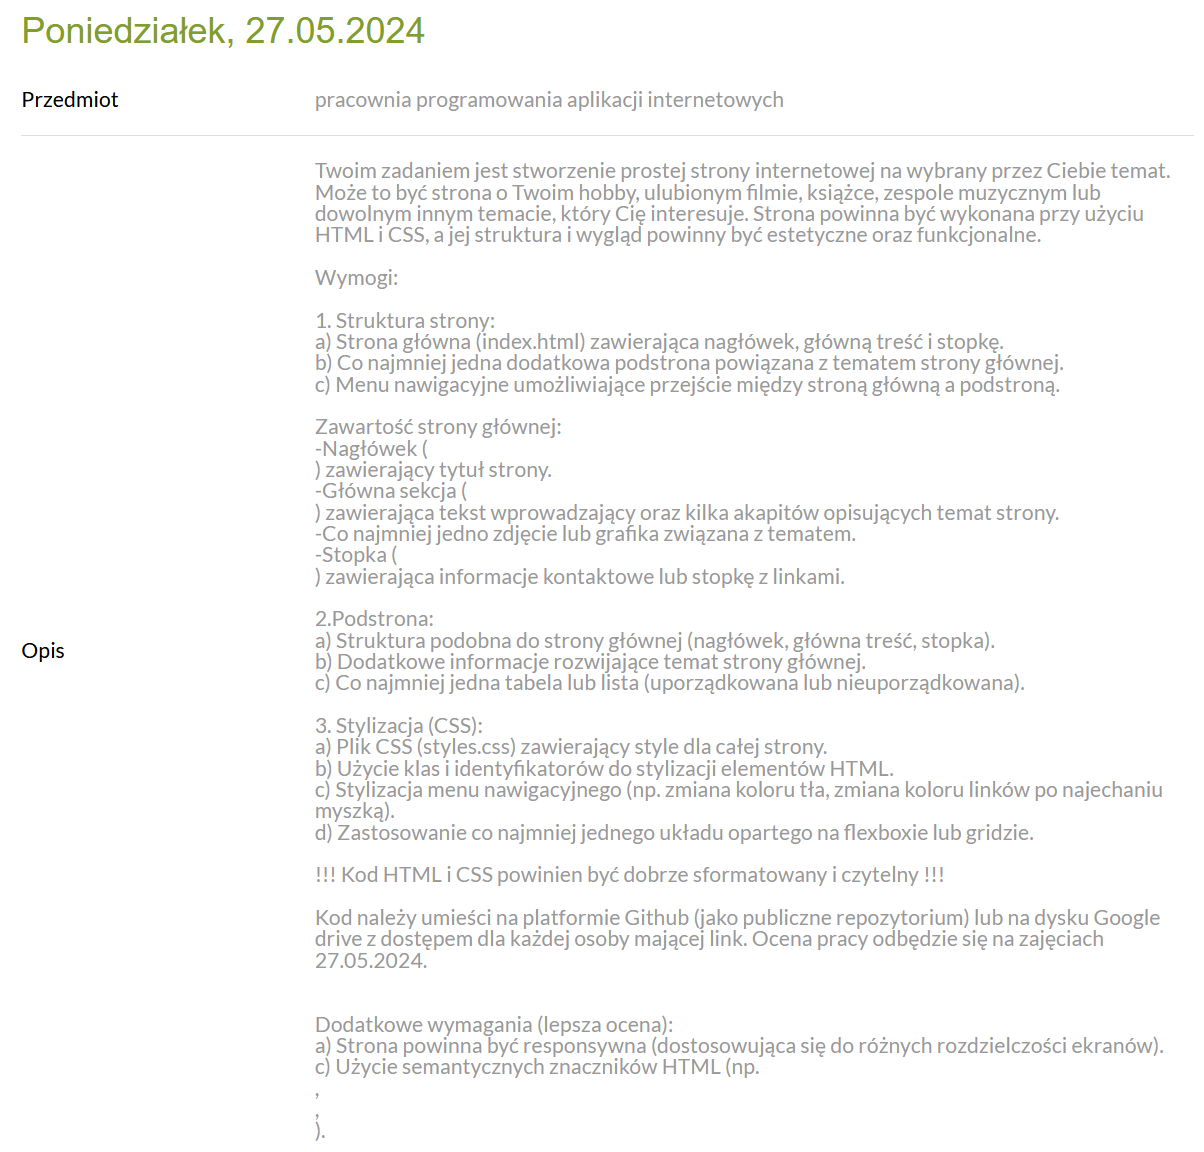 Poniedziałek, 27.05.2024
Przedmiot
pracownia programowania aplikacji internetowych
Opis
Twoim zadaniem jest stworzenie prostej strony internetowej na wybrany przez Ciebie temat.
Może to być strona o Twoim hobby, ulubionym filmie, książce, zespole muzycznym lub
dowolnym innym temacie, który Cię interesuje. Strona powinna być wykonana przy użyciu
HTML i CSS, a jej struktura i wygląd powinny być estetyczne oraz funkcjonalne.
Wymogi:
1. Struktura strony:
a) Strona główna (index.html) zawierająca nagłówek, główną treść i stopkę.
b) Co najmniej jedna dodatkowa podstrona powiązana z tematem strony głównej.
c) Menu nawigacyjne umożliwiające przejście między stroną główną a podstroną.
Zawartość strony głównej:
-Nagłówek (
) zawierający tytuł strony.
-Główna sekcja (
) zawierająca tekst wprowadzający oraz kilka akapitów opisujących temat strony.
-Co najmniej jedno zdjęcie lub grafika związana z tematem.
-Stopka (
) zawierająca informacje kontaktowe lub stopkę z linkami.
2.Podstrona:
a) Struktura podobna do strony głównej (nagłówek, główna treść, stopka).
b) Dodatkowe informacje rozwijające temat strony głównej.
c) Co najmniej jedna tabela lub lista (uporządkowana lub nieuporządkowana).
3. Stylizacja (CSS):
a) Plik CSS (styles.css) zawierający style dla całej strony.
b) Użycie klas i identyfikatorów do stylizacji elementów HTML.
c) Stylizacja menu nawigacyjnego (np. zmiana koloru tła, zmiana koloru linków po najechaniu
myszką).
d) Zastosowanie co najmniej jednego układu opartego na flexboxie lub gridzie.
!!! Kod HTML i CSS powinien być dobrze sformatowany i czytelny !!!
Kod należy umieści na platformie Github (jako publiczne repozytorium) lub na dysku Google
drive z dostępem dla każdej osoby mającej link. Ocena pracy odbędzie się na zajęciach
27.05.2024.
Dodatkowe wymagania (lepsza ocena):
a) Strona powinna być responsywna (dostosowująca się do różnych rozdzielczości ekranów).
c) Użycie semantycznych znaczników HTML (np.
,
,
).